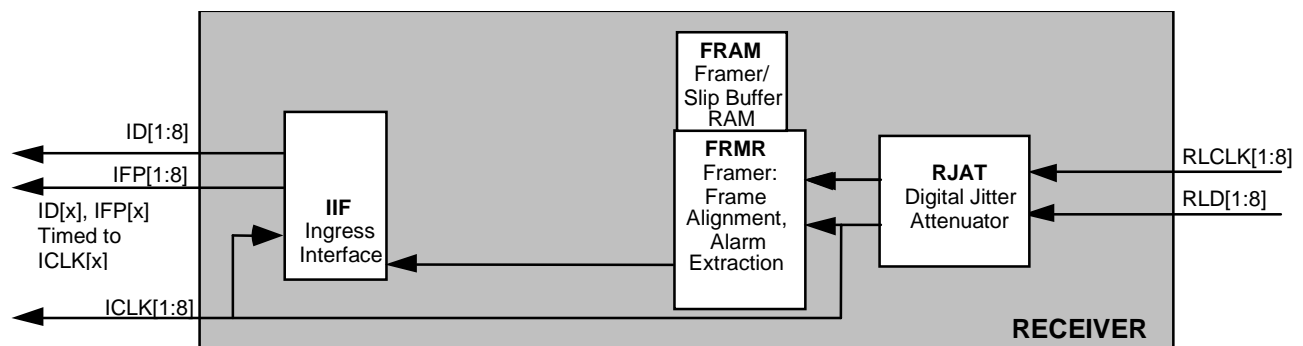 FRAM
Framer/
Slip Buffer
RAM
ID[1:8]
IFP[1:8]
ID[x], IFP[x]
Timed to
ICLK[x]
ICLK[1:8]
IIF
Ingress
Interface
FRMR
Framer:
Frame
Alignment,
Alarm
Extraction
RJAT
Digital Jitter
Attenuator
RLCLK[1:8]
RLD[1:8]
RECEIVER